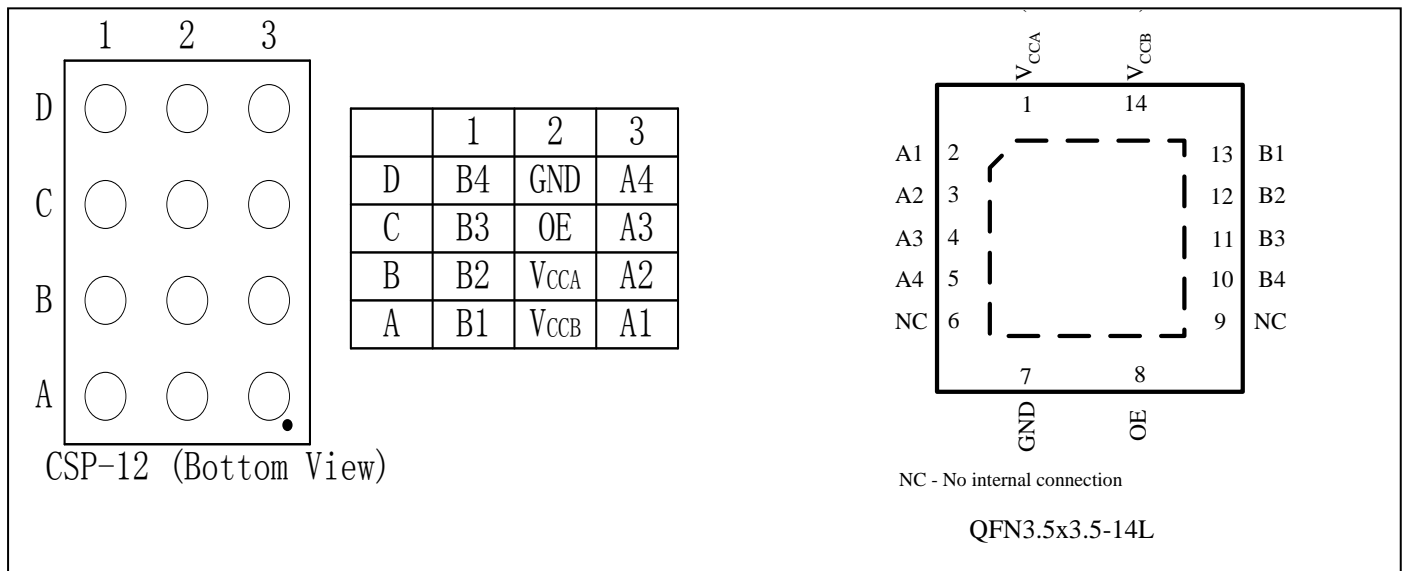 1 2 3
D
C
B
A
CSP-12 (Bottom View)
1 2 3
D B4 GND A4
C B3 OE A3
B B2 VCCA A2
A B1 VCCB A1
VCCA VCCB
1 14
A1 2 13 B1
A2 3 12 B2
A3 4 11 B3
A4 5 10 B4
NC 6 9 NC
7 8
GND OE
NC - No internal connection
QFN3.5x3.5-14L